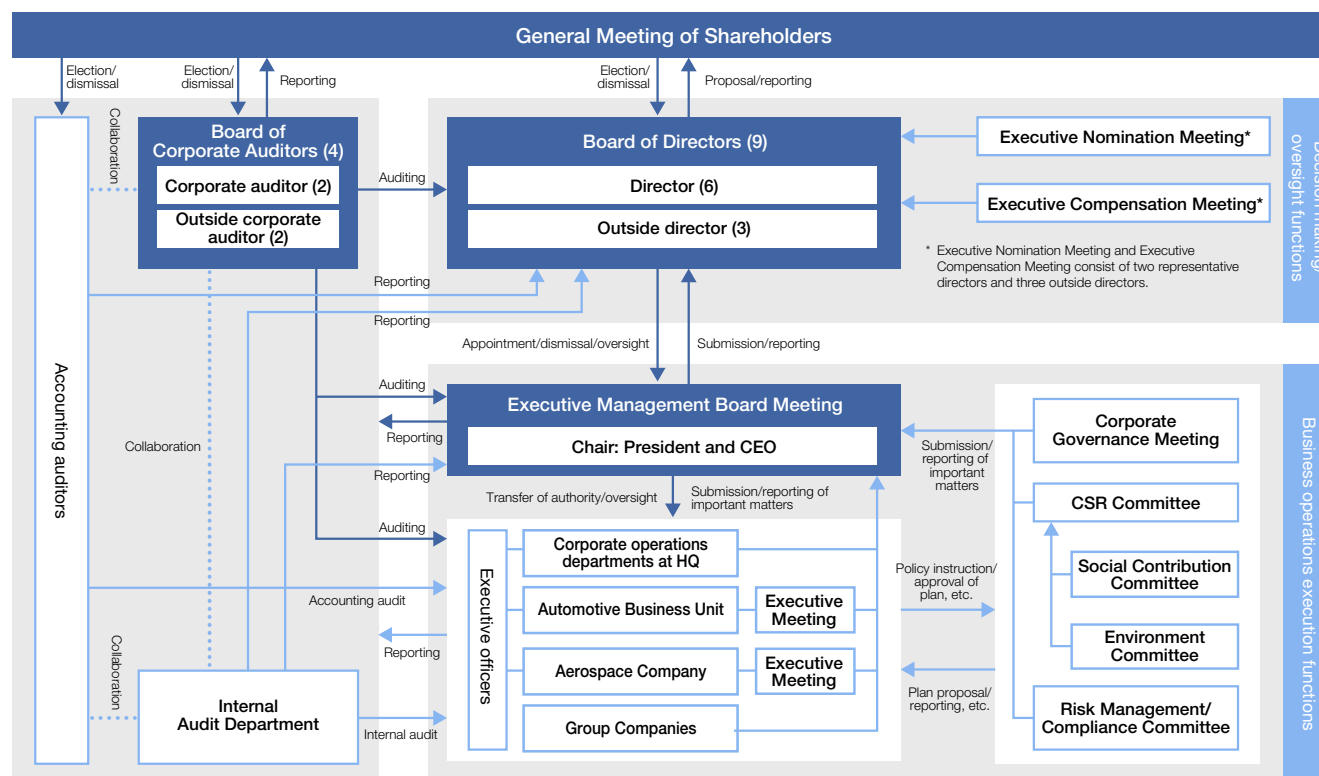 General Meeting of Shareholders
Election/
dismissal
Election/
dismissal
Reporting
Election/
dismissal
Proposal/reporting
Collaboration
Board of
Corporate Auditors (4)
Corporate auditor (2)
Outside corporate
auditor (2)
Auditing
Board of Directors (9)
Director (6)
Outside director (3)
Executive Nomination Meeting*
Executive Compensation Meeting*
* Executive Nomination Meeting and Executive
Compensation Meeting consist of two representative
directors and three outside directors.
oversight functions
Reporting
Reporting
Appointment/dismissal/oversight
Submission/reporting
Accounting auditors
Collaboration
Auditing
Reporting
Reporting
Auditing
Executive Management Board Meeting
Chair: President and CEO
Transfer of authority/oversight
Submission/reporting of
important matters
Submission/
reporting of
important
matters
Corporate
Governance Meeting
CSR Committee
Social Contribution
Committee
Environment
Committee
Risk Management/
Compliance Committee
Business operations execution functions
Executive officers
Corporate operations
departments at HQ
Automotive Business Unit
Executive
Meeting
Aerospace Company
Executive
Meeting
Group Companies
Policy instruction/
approval of
plan, etc.
Plan proposal/
reporting, etc.
Accounting audit
Reporting
Collaboration
Internal
Audit Department
Internal audit